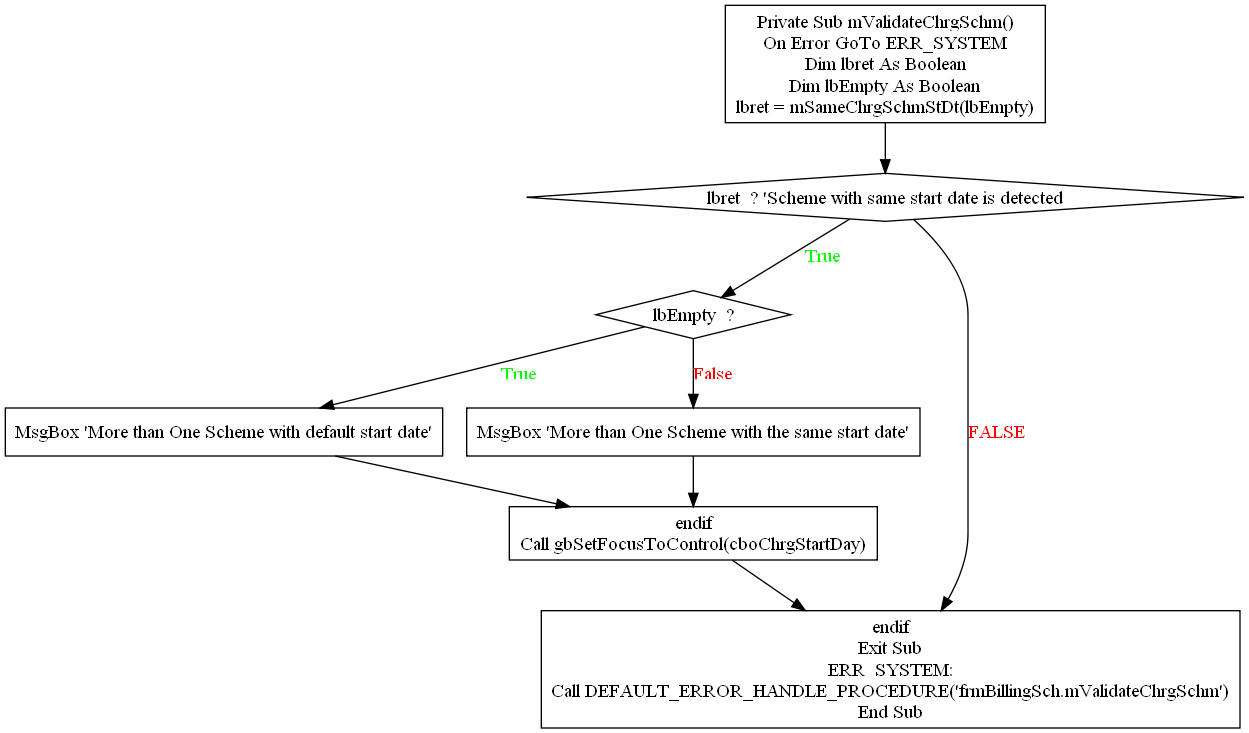 Private Sub mValidateChrgSchm()
On Error GoTo ERR_SYSTEM
Dim lbret As Boolean
Dim lbEmpty As Boolean
lbret = mSameChrgSchmStDt(lbEmpty)
lbret  ? 'Scheme with same start date is detected
True
lbEmpty  ?
True
False
MsgBox 'More than One Scheme with default start date'
MsgBox 'More than One Scheme with the same start date'
FALSE
endif
Call gbSetFocusToControl(cboChrgStartDay)
endif
Exit Sub
ERR_SYSTEM:
Call DEFAULT_ERROR_HANDLE_PROCEDURE('frmBillingSch.mValidateChrgSchm')
End Sub